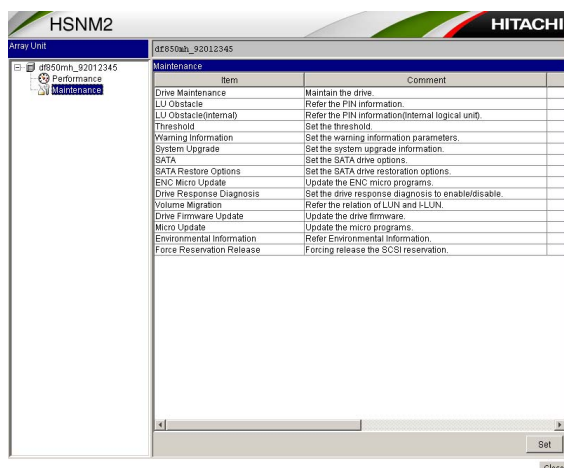 HSNM2
HITACHI
Array Unit
df850mh_92012345
df850mh_92012345
Performance
Maintenance
Maintenance
Item Comment
Drive Maintenance Maintain the drive.
LU Obstacle Refer the PIN information.
LU Obstacle(internal) Refer the PIN information(Internal logical unit).
Threshold Set the threshold.
Warning Information Set the warning information parameters.
System Upgrade Set the system upgrade information.
SATA Set the SATA drive options.
SATA Restore Options Set the SATA drive restoration options.
ENC Micro Update Update the ENC micro programs.
Drive Response Diagnosis Set the drive response diagnosis to enable/disable.
Volume Migration Refer the relation of LUN and I-LUN.
Drive Firmware Update Update the drive firmware.
Micro Update Update the micro programs.
Environmental Information Refer Environmental Information.
Force Reservation Release Forcing release the SCSI reservation.
Set
Close